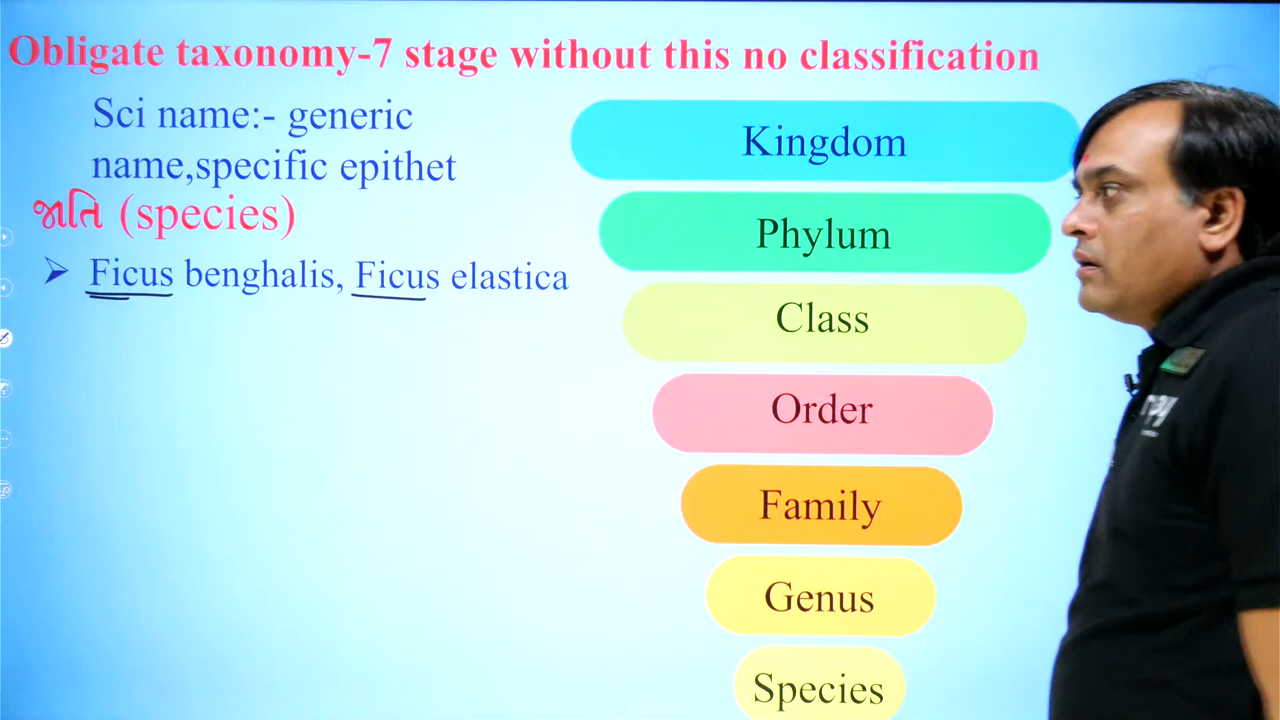 Obligate taxonomy-7 stage without this no classification
Sci name:- generic
name,specific epithet
જાતિ (species)
Ficus benghalis, Ficus elastica
Kingdom
Phylum
Class
Order
Family
Genus
Species